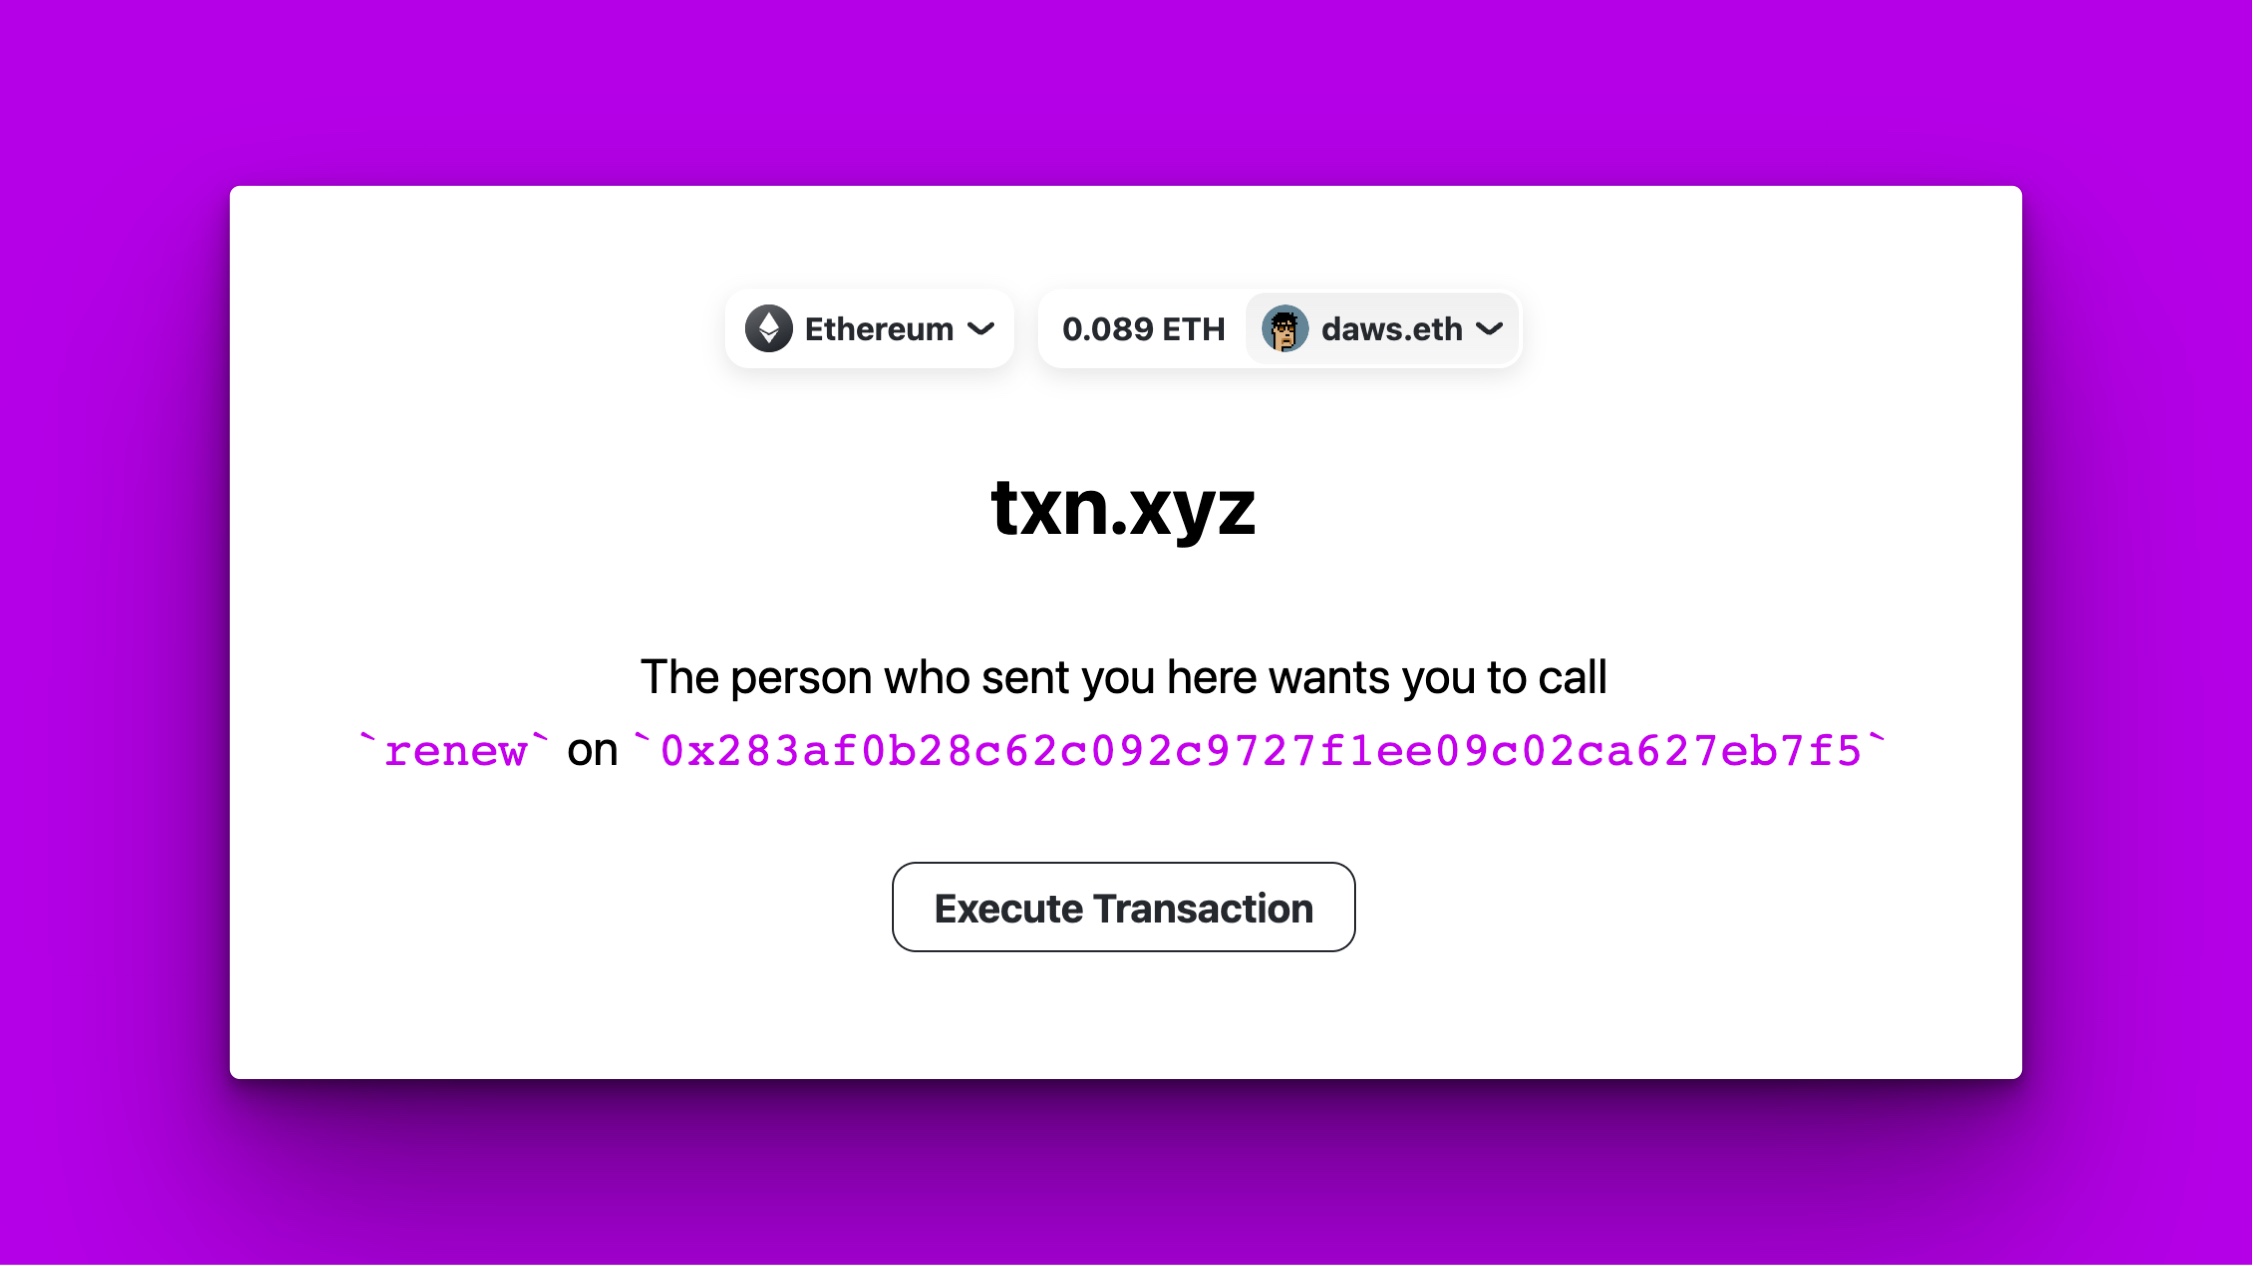 Ethereum
0.089 ETH daws.eth
txn.xyz
The person who sent you here wants you to call
`renew` on `0x283af0b28c62c092c9727f1ee09c02ca627eb7f5`
Execute Transaction